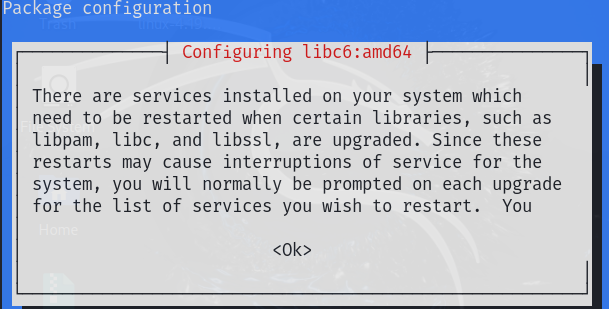 Package configuration
Configuring libc6:amd64
There are services installed on your system which
need to be restarted when certain libraries, such as
libpam, libc, and libssl, are upgraded. Since these
restarts may cause interruptions of service for the
system, you will normally be prompted on each upgrade
for the list of services you wish to restart.  You
Home
<Ok>